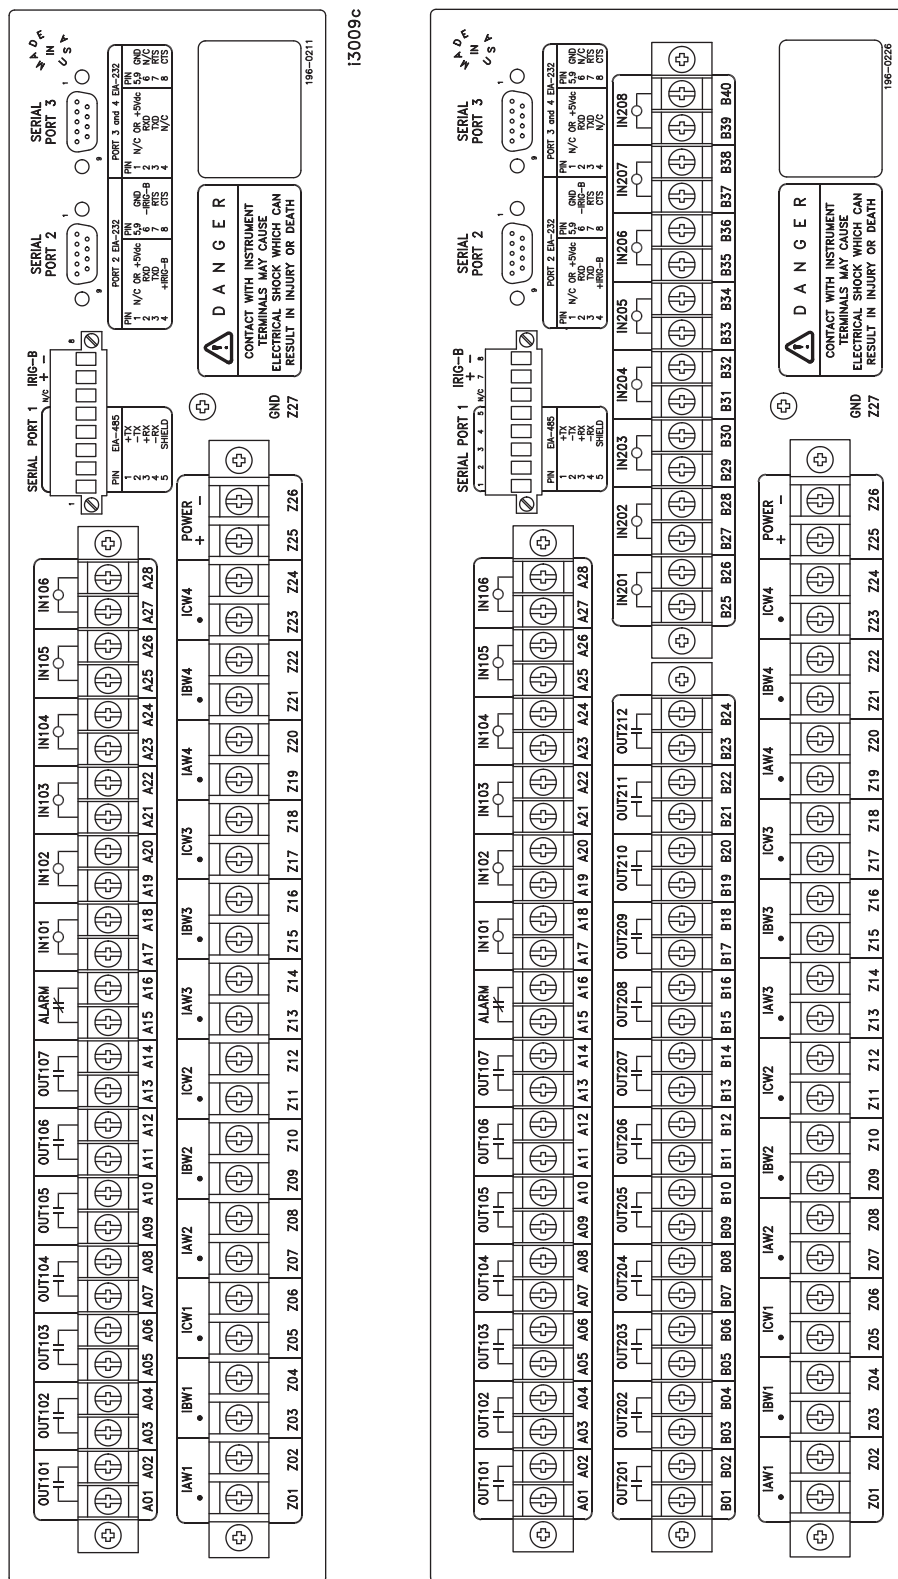 MADE IN USA
SERIAL PORT 1 IRIG-B
N/C + -
1 8
SERIAL
PORT 2
9 1
SERIAL
PORT 3
9 1
OUT101 OUT102 OUT103 OUT104 OUT105 OUT106 OUT107 ALARM IN101 IN102 IN103 IN104 IN105 IN106
A01 A02 A03 A04 A05 A06 A07 A08 A09 A10 A11 A12 A13 A14 A15 A16 A17 A18 A19 A20 A21 A22 A23 A24 A25 A26 A27 A28
PIN EIA-485
1 +TX
2 -TX
3 +RX
4 -RX
5 SHIELD
PORT 2 EIA-232
PIN PIN
1 N/C OR +5Vdc 5,9 GND
2 RXD 6 -IRIG-B
3 TXD 7 RTS
4 +IRIG-B 8 CTS
PORT 3 and 4 EIA-232
PIN PIN
1 N/C OR +5Vdc 5,9 GND
2 RXD 6 N/C
3 TXD 7 RTS
4 N/C 8 CTS
IAW1 IBW1 ICW1 IAW2 IBW2 ICW2 IAW3 IBW3 ICW3 IAW4 IBW4 ICW4 POWER
+ -
Z01 Z02 Z03 Z04 Z05 Z06 Z07 Z08 Z09 Z10 Z11 Z12 Z13 Z14 Z15 Z16 Z17 Z18 Z19 Z20 Z21 Z22 Z23 Z24 Z25 Z26
GND
Z27
DANGER
CONTACT WITH INSTRUMENT
TERMINALS MAY CAUSE
ELECTRICAL SHOCK WHICH CAN
RESULT IN INJURY OR DEATH
196-0211
i3009c
MADE IN USA
SERIAL PORT 1 IRIG-B
N/C + -
1 2 3 4 5 7 8
SERIAL
PORT 2
9 1
SERIAL
PORT 3
9 1
OUT101 OUT102 OUT103 OUT104 OUT105 OUT106 OUT107 ALARM IN101 IN102 IN103 IN104 IN105 IN106
A01 A02 A03 A04 A05 A06 A07 A08 A09 A10 A11 A12 A13 A14 A15 A16 A17 A18 A19 A20 A21 A22 A23 A24 A25 A26 A27 A28
PIN EIA-485
1 +TX
2 -TX
3 +RX
4 -RX
5 SHIELD
PORT 2 EIA-232
PIN PIN
1 N/C OR +5Vdc 5,9 GND
2 RXD 6 -IRIG-B
3 TXD 7 RTS
4 +IRIG-B 8 CTS
PORT 3 and 4 EIA-232
PIN PIN
1 N/C OR +5Vdc 5,9 GND
2 RXD 6 N/C
3 TXD 7 RTS
4 N/C 8 CTS
OUT201 OUT202 OUT203 OUT204 OUT205 OUT206 OUT207 OUT208 OUT209 OUT210 OUT211 OUT212 IN201 IN202 IN203 IN204 IN205 IN206 IN207 IN208
B01 B02 B03 B04 B05 B06 B07 B08 B09 B10 B11 B12 B13 B14 B15 B16 B17 B18 B19 B20 B21 B22 B23 B24 B25 B26 B27 B28 B29 B30 B31 B32 B33 B34 B35 B36 B37 B38 B39 B40
IAW1 IBW1 ICW1 IAW2 IBW2 ICW2 IAW3 IBW3 ICW3 IAW4 IBW4 ICW4 POWER
+ -
Z01 Z02 Z03 Z04 Z05 Z06 Z07 Z08 Z09 Z10 Z11 Z12 Z13 Z14 Z15 Z16 Z17 Z18 Z19 Z20 Z21 Z22 Z23 Z24 Z25 Z26
GND
Z27
DANGER
CONTACT WITH INSTRUMENT
TERMINALS MAY CAUSE
ELECTRICAL SHOCK WHICH CAN
RESULT IN INJURY OR DEATH
196-0226